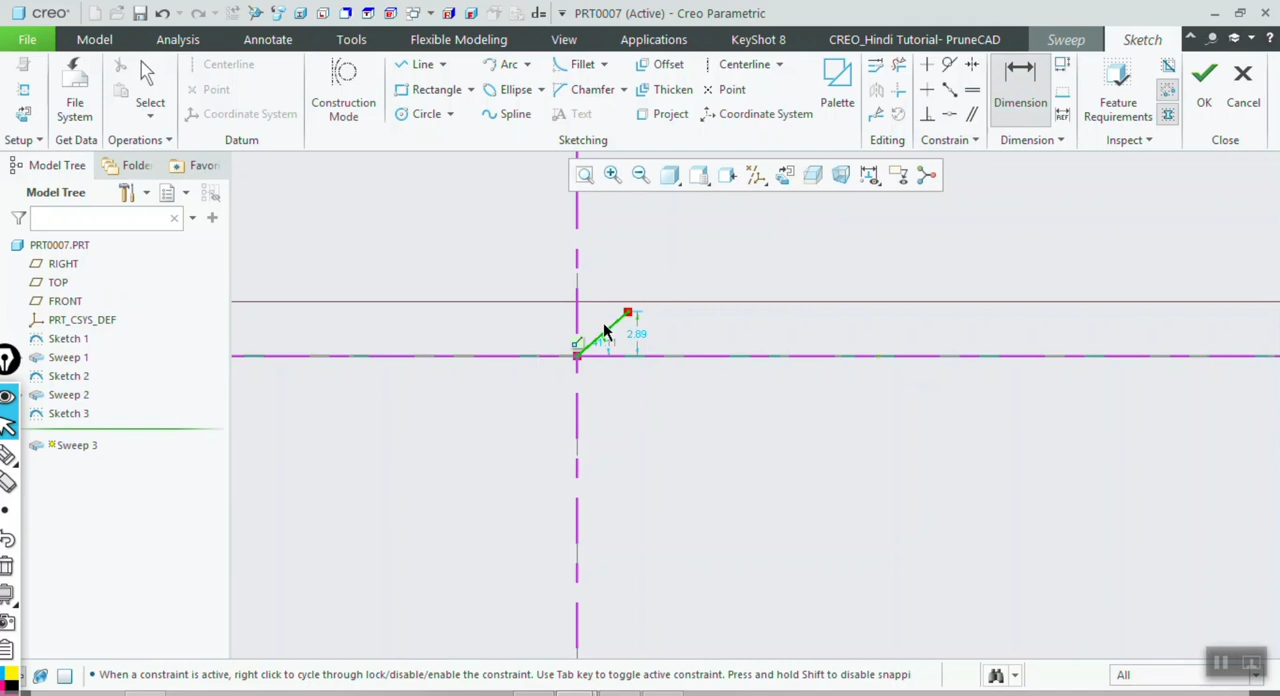 creo
d=
PRT0007 (Active) - Creo Parametric
File
Model
Analysis
Annotate
Tools
Flexible Modeling
View
Applications
KeyShot 8
CREO_Hindi Tutorial- PruneCAD
Sweep
Sketch
File System
Select
Centerline
Point
Coordinate System
Construction Mode
Line
Arc
Fillet
Offset
Centerline
Rectangle
Ellipse
Chamfer
Thicken
Point
Circle
Spline
Text
Project
Coordinate System
Palette
Dimension
REF
Feature Requirements
OK
Cancel
Setup
Get Data
Operations
Datum
Sketching
Editing
Constrain
Dimension
Inspect
Close
Model Tree
Folder
Favori
Model Tree
PRT0007.PRT
RIGHT
TOP
FRONT
PRT_CSYS_DEF
Sketch 1
Sweep 1
Sketch 2
Sweep 2
Sketch 3
Sweep 3
2.89
When a constraint is active, right click to cycle through lock/disable/enable the constraint. Use Tab key to toggle active constraint. Press and hold Shift to disable snappi
All